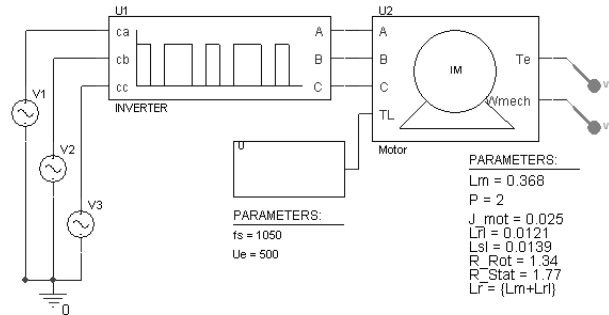 U1
U2
ca
cb
cc
A
B
C
INVERTER
A
B
C
TL
IM
Te
Wmech
Motor
V
V
V1
V2
V3
0
U
PARAMETERS:
fs = 1050
Ue = 500
PARAMETERS:
Lm = 0.368
P = 2
J_mot = 0.025
Lrl = 0.0121
Lsl = 0.0139
R_Rot = 1.34
R_Stat = 1.77
Lr = {Lm+Lrl}